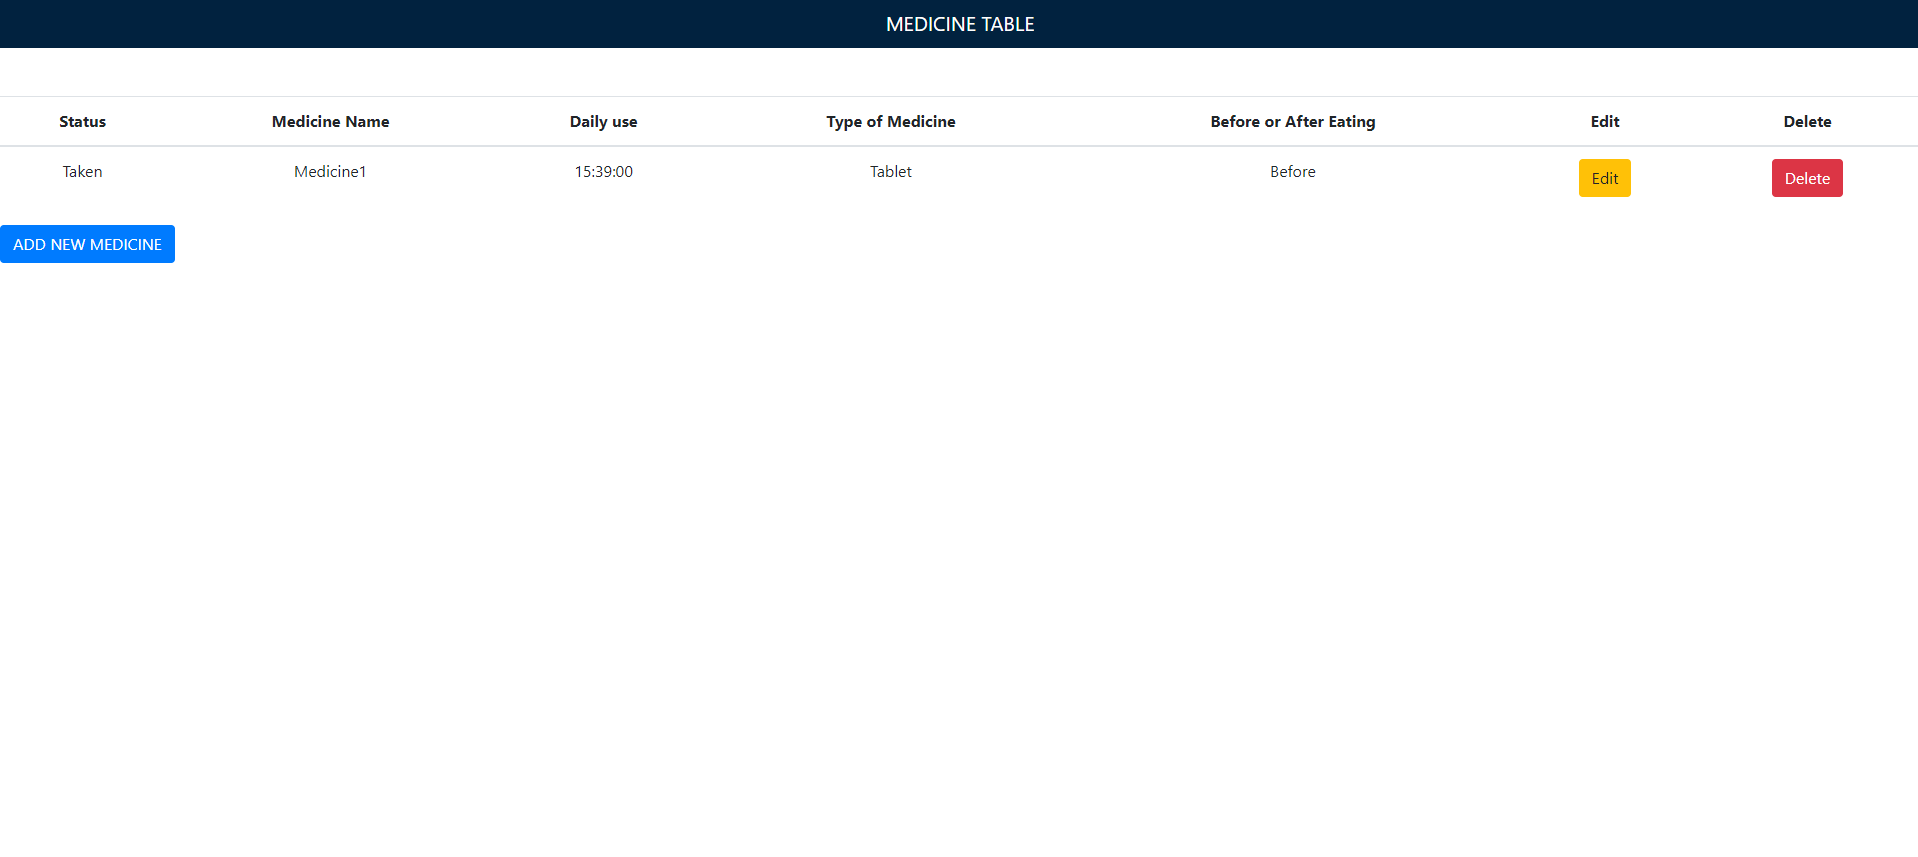 MEDICINE TABLE
Status Medicine Name Daily use Type of Medicine Before or After Eating Edit Delete
Taken Medicine1 15:39:00 Tablet Before Edit Delete
ADD NEW MEDICINE